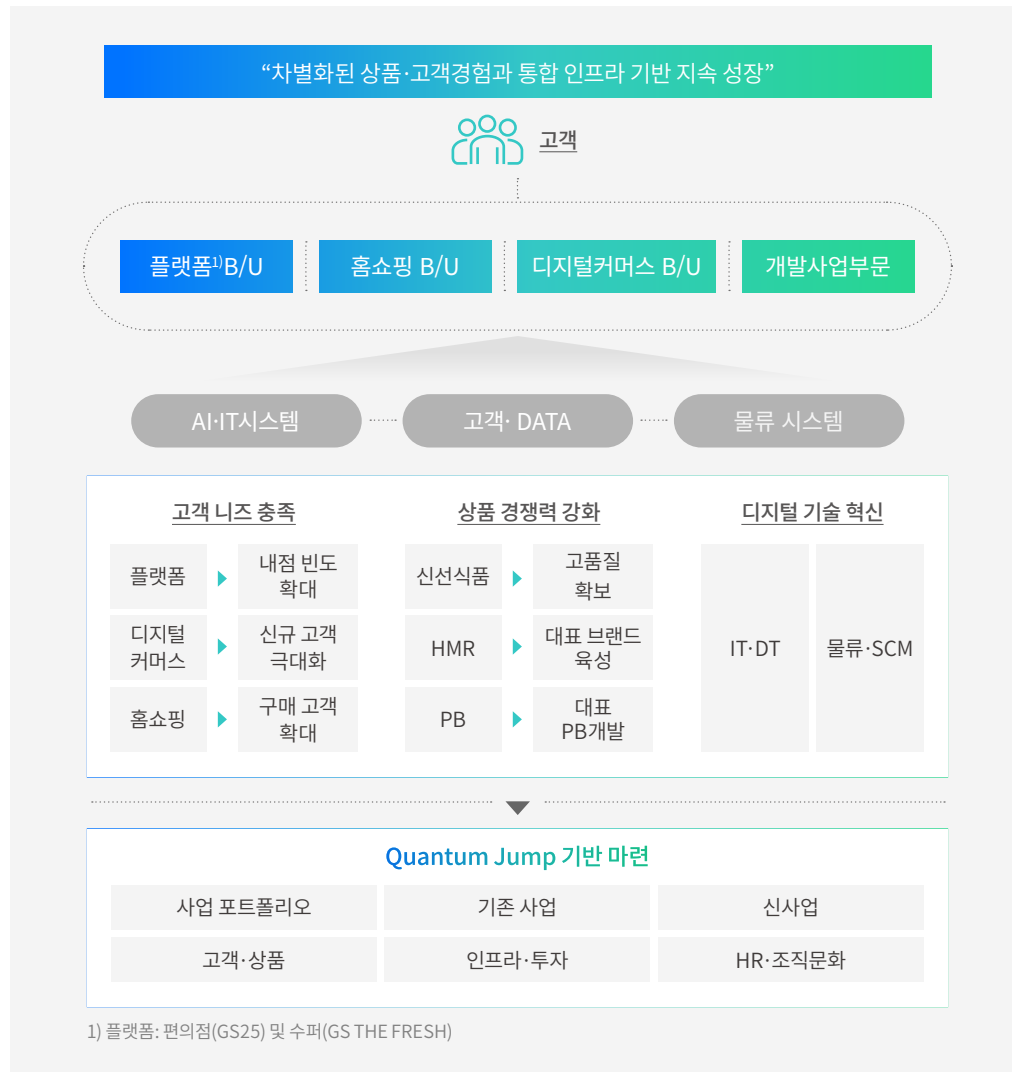 “차별화된 상품·고객경험과 통합 인프라 기반 지속 성장”
고객
플랫폼1)B/U
홈쇼핑 B/U
디지털커머스 B/U
개발사업부문
AI·IT시스템
고객· DATA
물류 시스템
고객 니즈 충족
플랫폼
내점 빈도
확대
디지털
커머스
신규 고객
극대화
홈쇼핑
구매 고객
확대
상품 경쟁력 강화
신선식품
고품질
확보
HMR
대표 브랜드
육성
PB
대표
PB개발
디지털 기술 혁신
IT·DT
물류·SCM
Quantum Jump 기반 마련
사업 포트폴리오
기존 사업
신사업
고객·상품
인프라·투자
HR·조직문화
1) 플랫폼: 편의점(GS25) 및 수퍼(GS THE FRESH)